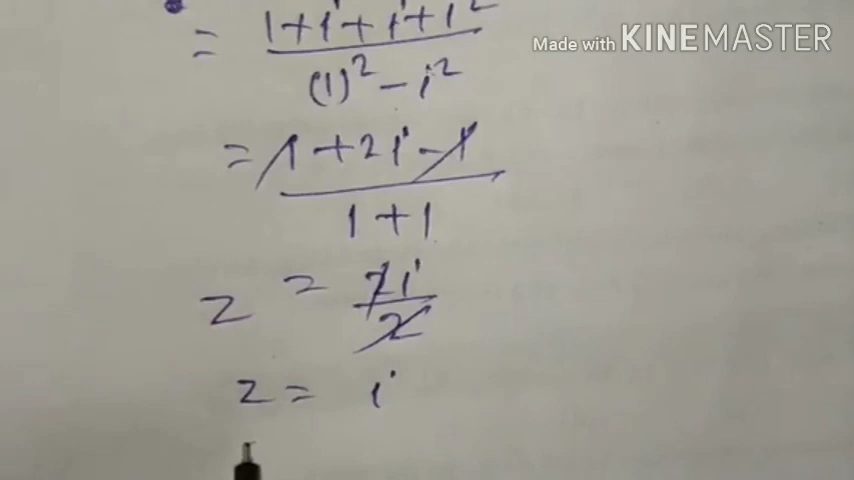 = 1+i+i+i²
Made with KINEMASTER
(1)² - i²
= 1 + 2i - 1
1 + 1
z = 2i
2
z = i